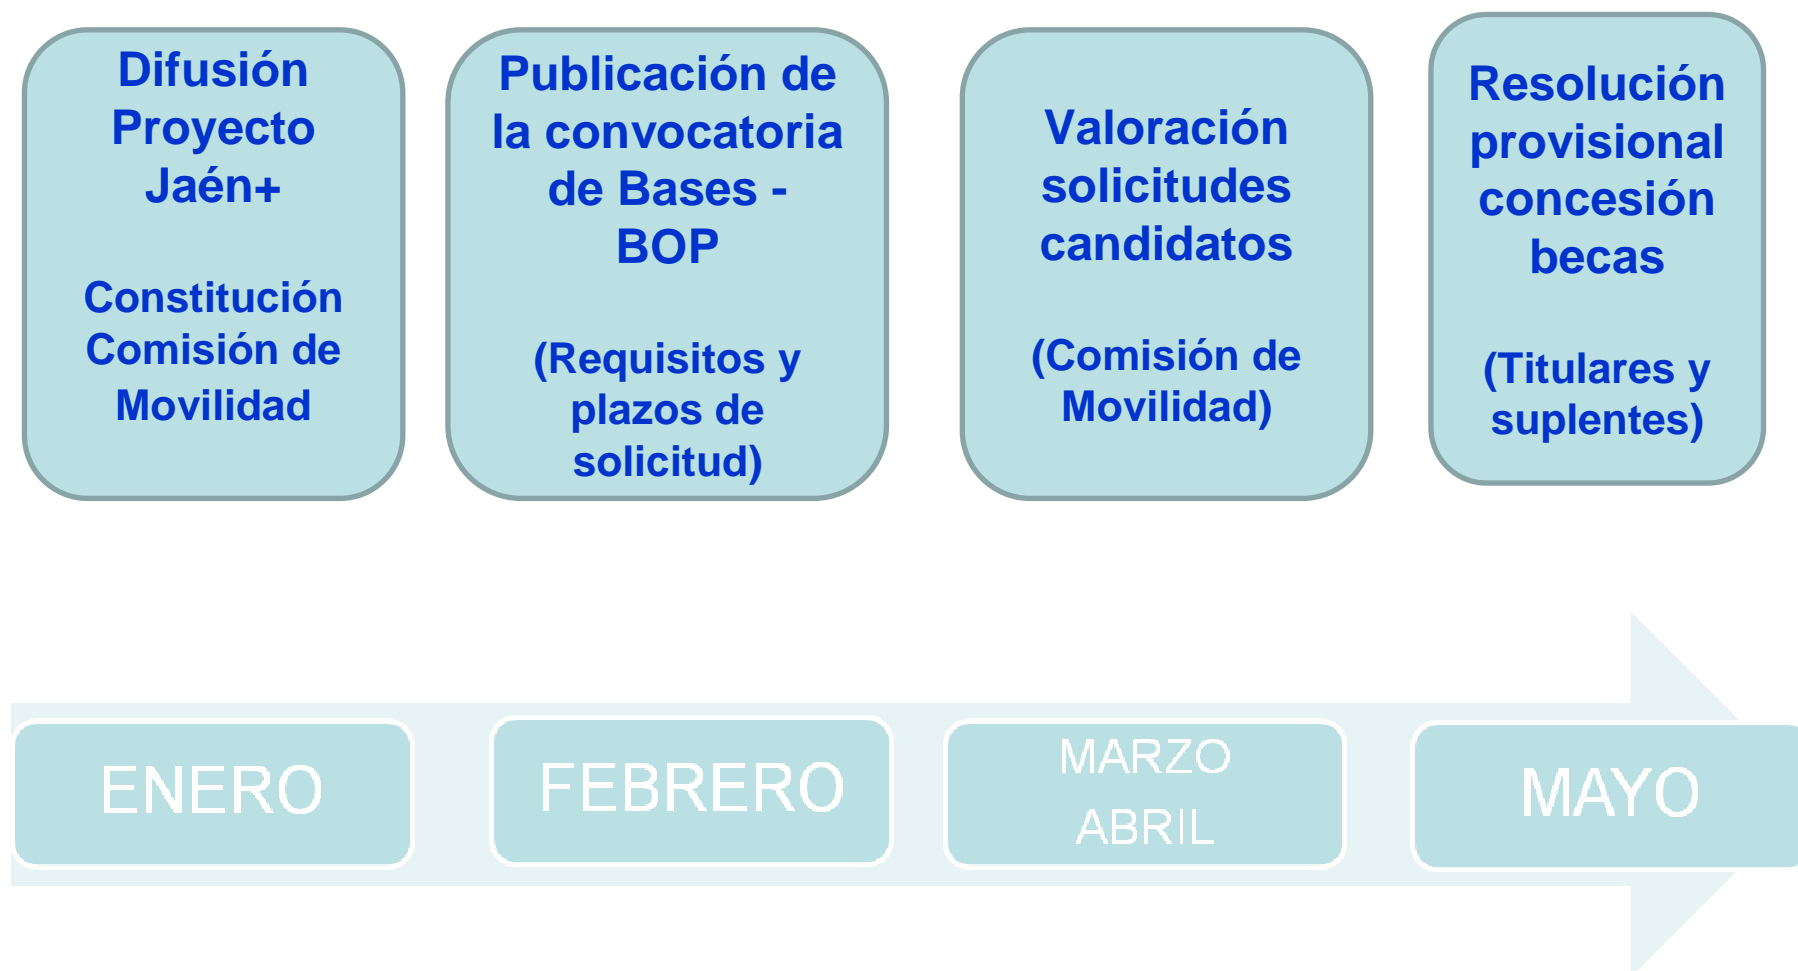 Difusión
Proyecto
Jaén+
Constitución
Comisión de
Movilidad
Publicación de
la convocatoria
de Bases -
BOP
(Requisitos y
plazos de
solicitud)
Valoración
solicitudes
candidatos
(Comisión de
Movilidad)
Resolución
provisional
concesión
becas
(Titulares y
suplentes)
ENERO
FEBRERO
MARZO
ABRIL
MAYO